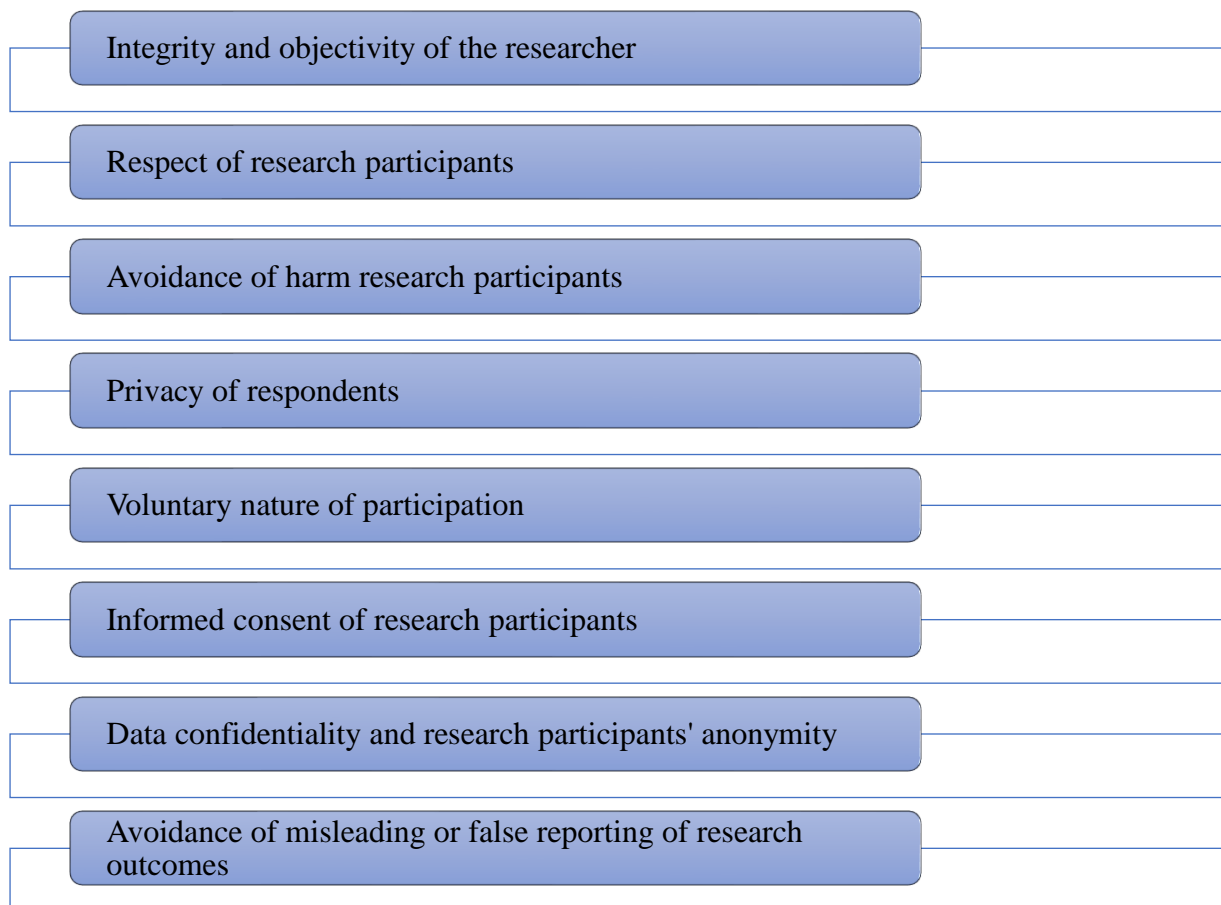 Integrity and objectivity of the researcher
Respect of research participants
Avoidance of harm research participants
Privacy of respondents
Voluntary nature of participation
Informed consent of research participants
Data confidentiality and research participants' anonymity
Avoidance of misleading or false reporting of research
outcomes